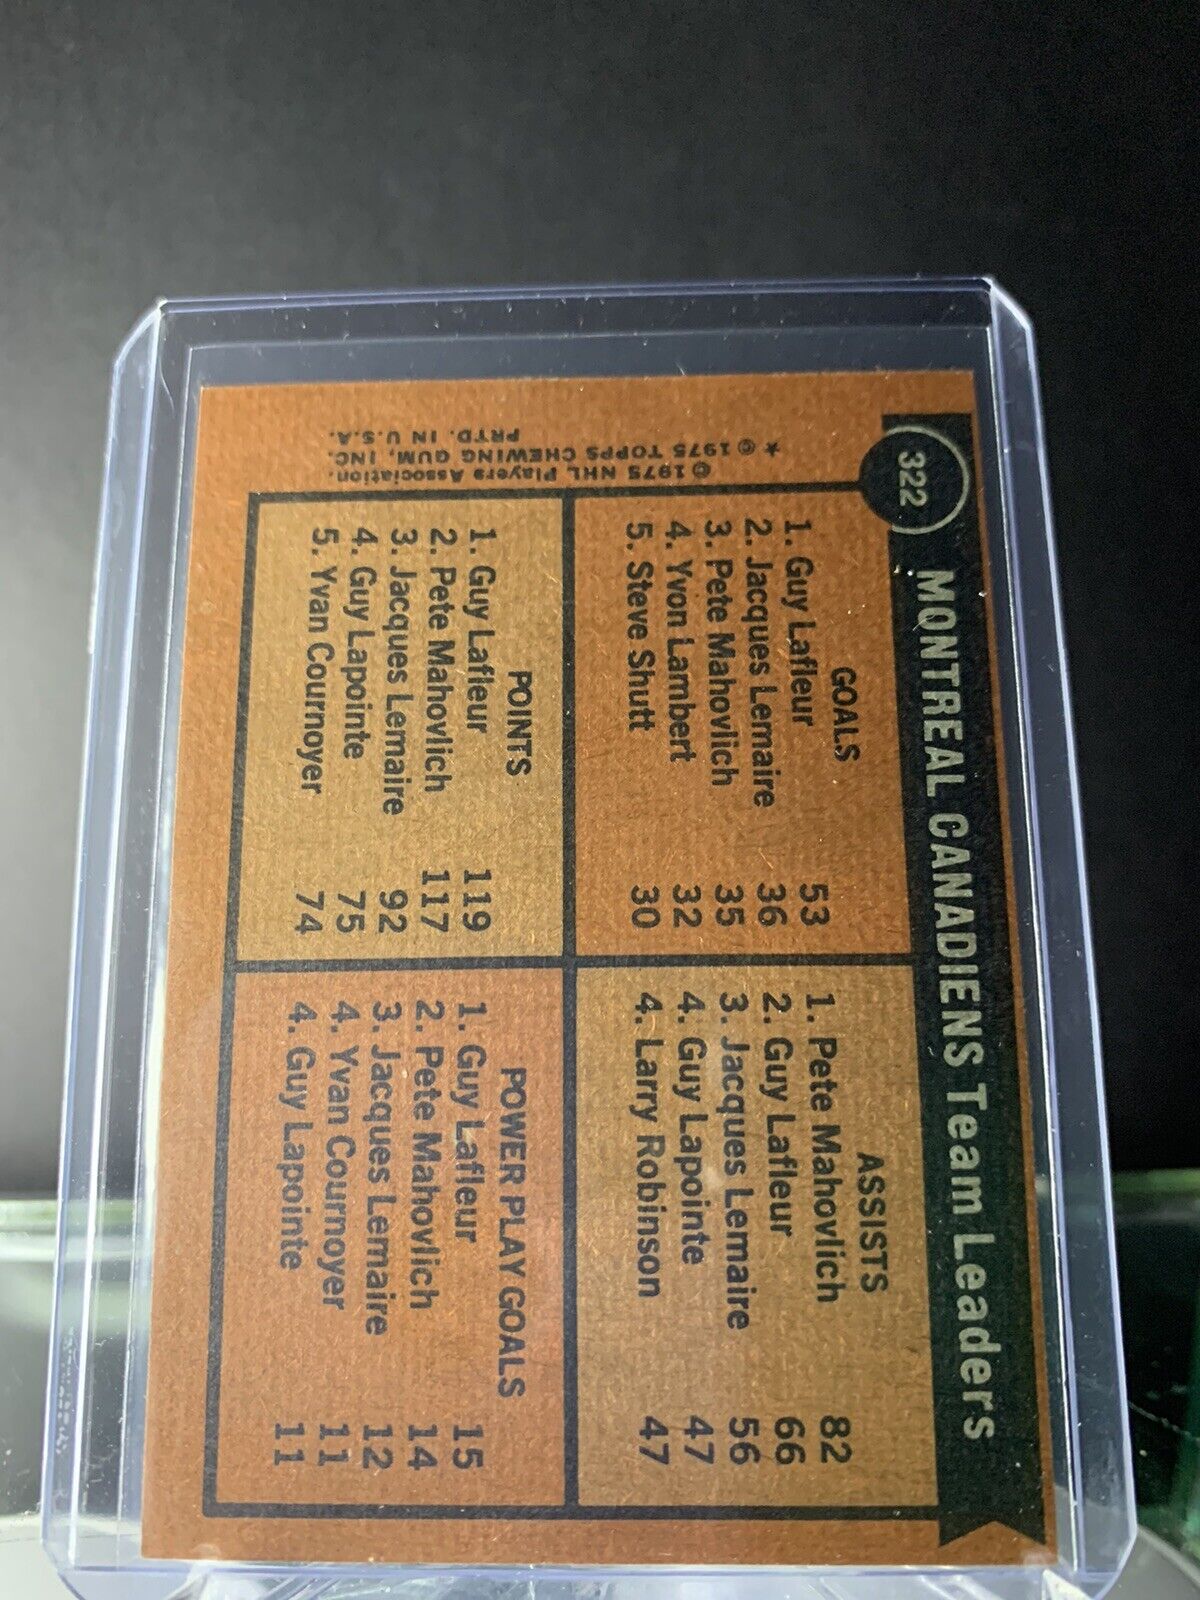 322
MONTREAL CANADIENS Team Leaders
GOALS
1. Guy Lafleur 53
2. Jacques Lemaire 36
3. Pete Mahovlich 35
4. Yvon Lambert 32
5. Steve Shutt 30
ASSISTS
1. Pete Mahovlich 82
2. Guy Lafleur 66
3. Jacques Lemaire 56
4. Guy Lapointe 47
4. Larry Robinson 47
POINTS
1. Guy Lafleur 119
2. Pete Mahovlich 117
3. Jacques Lemaire 92
4. Guy Lapointe 75
5. Yvan Cournoyer 74
POWER PLAY GOALS
1. Guy Lafleur 15
2. Pete Mahovlich 14
3. Jacques Lemaire 12
4. Yvan Cournoyer 11
4. Guy Lapointe 11
© 1975 NHL Players Association.
★ © 1975 TOPPS CHEWING GUM, INC.
PRTD. IN U.S.A.